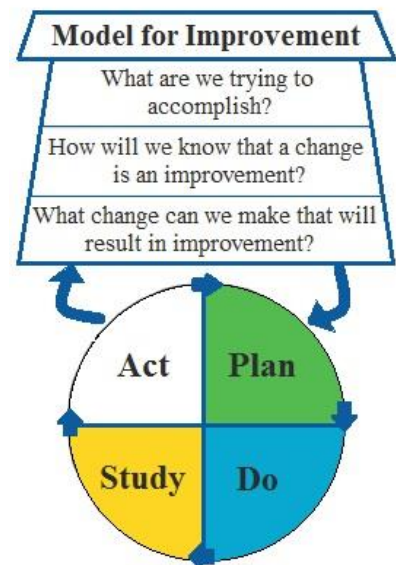 Model for Improvement
What are we trying to
accomplish?
How will we know that a change
is an improvement?
What change can we make that will
result in improvement?
Act
Plan
Study
Do